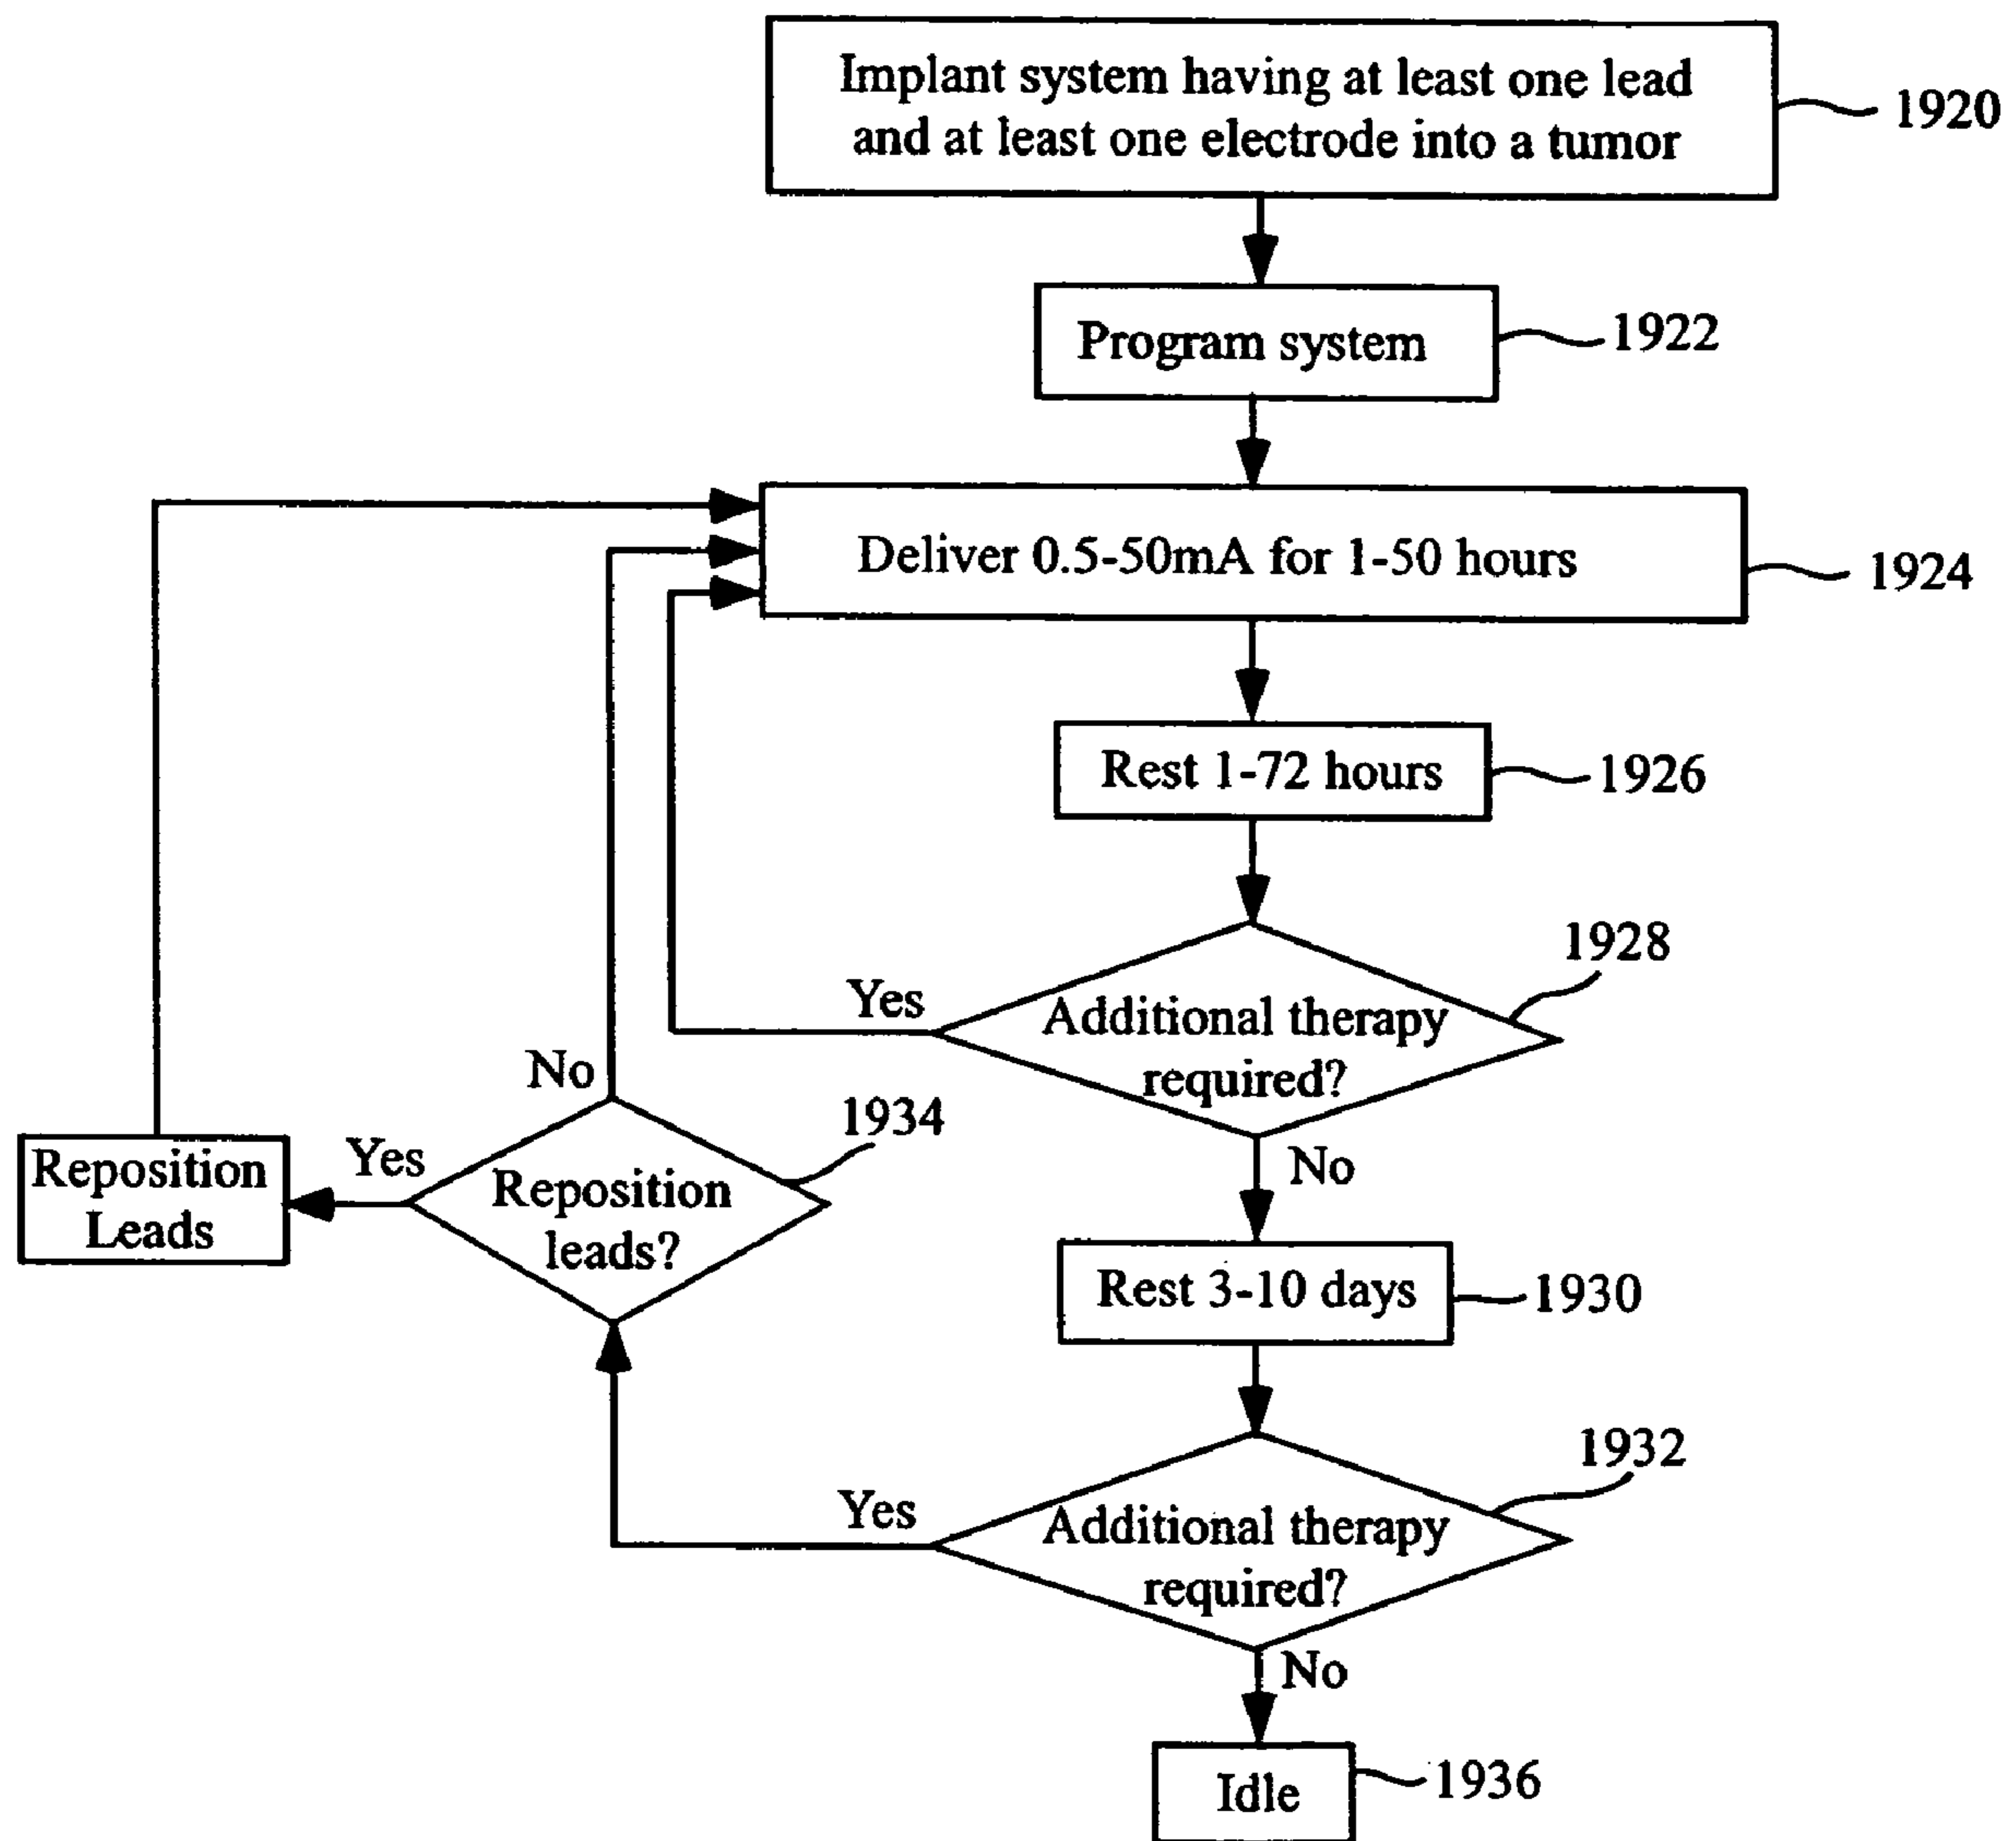 Implant system having at least one lead
and at least one electrode into a tumor
1920
Program system
1922
Deliver 0.5-50mA for 1-50 hours
1924
Rest 1-72 hours
1926
1928
Yes
Additional therapy
required?
No
No
1934
Reposition
Leads
Yes
Reposition
leads?
Rest 3-10 days
1930
1932
Yes
Additional therapy
required?
No
Idle
1936